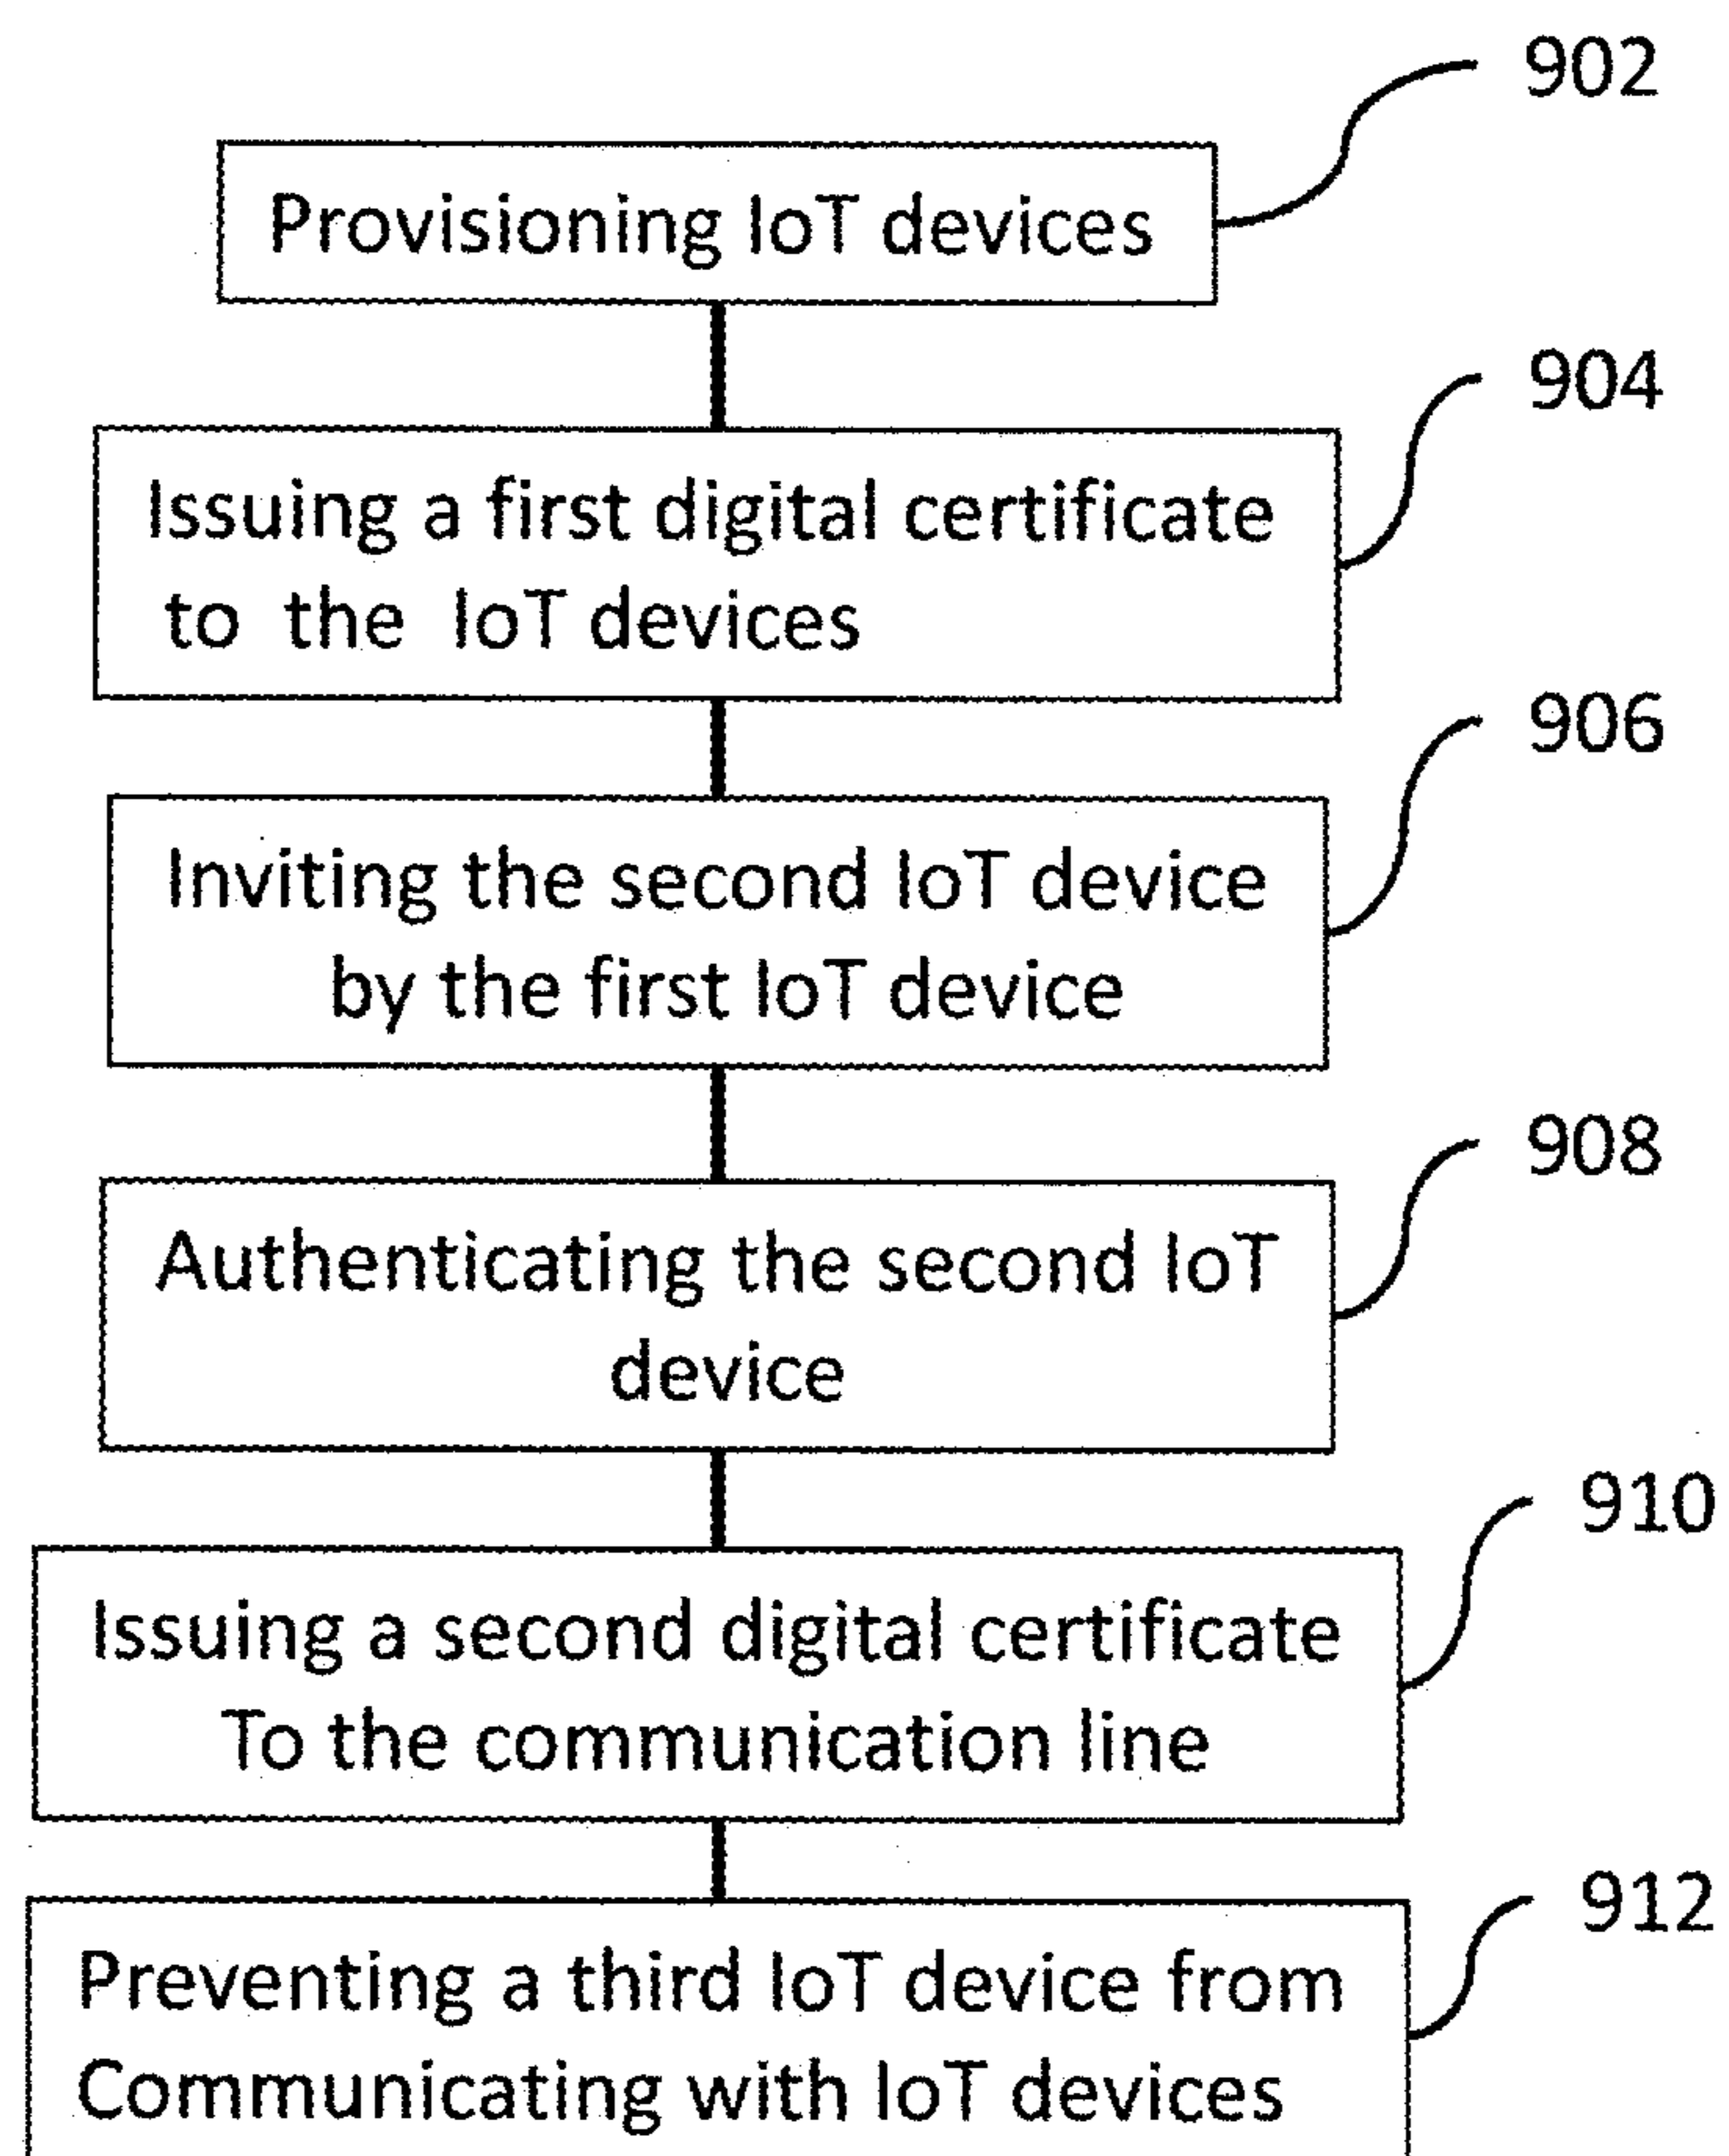 902
Provisioning IoT devices
904
Issuing a first digital certificate
to the IoT devices
906
Inviting the second IoT device
by the first IoT device
908
Authenticating the second IoT
device
910
Issuing a second digital certificate
To the communication line
912
Preventing a third IoT device from
Communicating with IoT devices